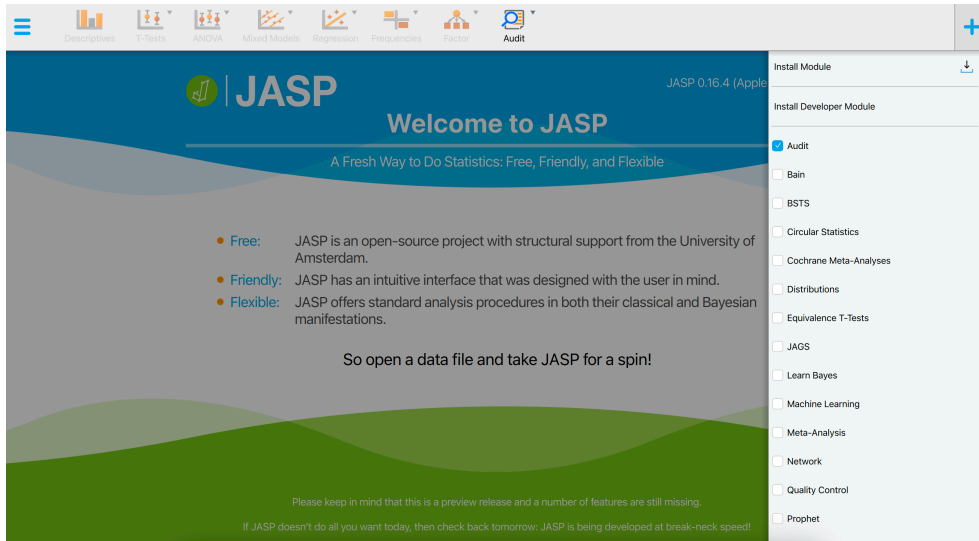 Descriptives T-Tests ANOVA Mixed Models Regression Frequencies Factor Audit
JASP
JASP 0.16.4 (Apple
Welcome to JASP
A Fresh Way to Do Statistics: Free, Friendly, and Flexible
Free: JASP is an open-source project with structural support from the University of
Amsterdam.
Friendly: JASP has an intuitive interface that was designed with the user in mind.
Flexible: JASP offers standard analysis procedures in both their classical and Bayesian
manifestations.
So open a data file and take JASP for a spin!
Please keep in mind that this is a preview release and a number of features are still missing.
If JASP doesn't do all you want today, then check back tomorrow: JASP is being developed at break-neck speed!
Install Module
Install Developer Module
Audit
Bain
BSTS
Circular Statistics
Cochrane Meta-Analyses
Distributions
Equivalence T-Tests
JAGS
Learn Bayes
Machine Learning
Meta-Analysis
Network
Quality Control
Prophet